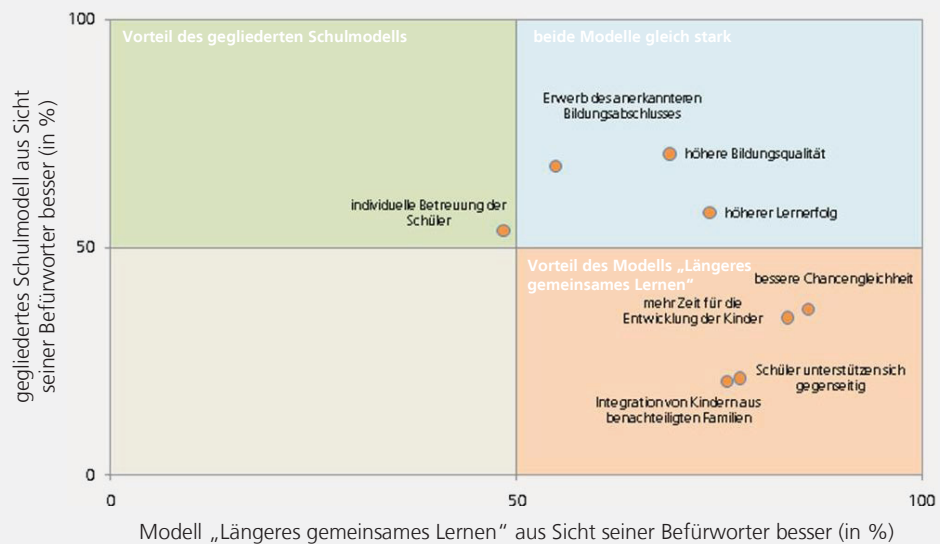 gegliedertes Schulmodell aus Sicht
seiner Befürworter besser (in %)
100
50
0
Vorteil des gegliederten Schulmodells
beide Modelle gleich stark
Erwerb des anerkannteren
Bildungsabschlusses
höhere Bildungsqualität
individuelle Betreuung der
Schüler
höherer Lernerfolg
Vorteil des Modells „Längeres
gemeinsames Lernen“
bessere Chancengleichheit
mehr Zeit für die
Entwicklung der Kinder
Schüler unterstützen sich
gegenseitig
Integration von Kindern aus
benachteiligten Familien
0
50
100
Modell „Längeres gemeinsames Lernen“ aus Sicht seiner Befürworter besser (in %)